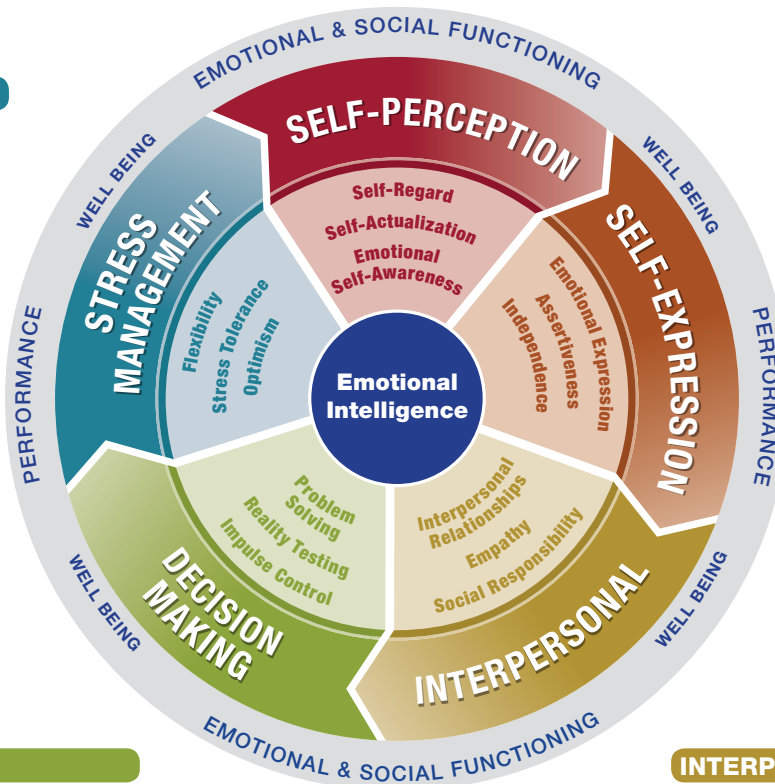 EMOTIONAL & SOCIAL FUNCTIONING
WELL BEING
WELL BEING
SELF-PERCEPTION
Self-Regard
Self-Actualization
Emotional
Self-Awareness
STRESS
MANAGEMENT
Flexibility
Stress Tolerance
Optimism
SELF-EXPRESSION
Emotional Expression
Assertiveness
Independence
PERFORMANCE
PERFORMANCE
Emotional
Intelligence
Problem
Solving
Reality Testing
Impulse Control
DECISION
MAKING
Interpersonal
Relationships
Empathy
Social Responsibility
INTERPERSONAL
WELL BEING
WELL BEING
EMOTIONAL & SOCIAL FUNCTIONING
INTERP